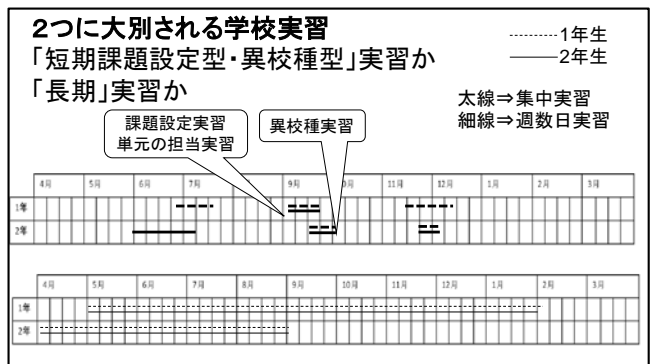 2つに大別される学校実習
「短期課題設定型・異校種型」実習か
「長期」実習か
1年生
2年生
太線⇒集中実習
細線⇒週数日実習
課題設定実習
単元の担当実習
異校種実習
4月 5月 6月 7月 9月 10月 11月 12月 1月 2月 3月
1年
2年
4月 5月 6月 7月 8月 9月 10月 11月 12月 1月 2月 3月
1年
2年